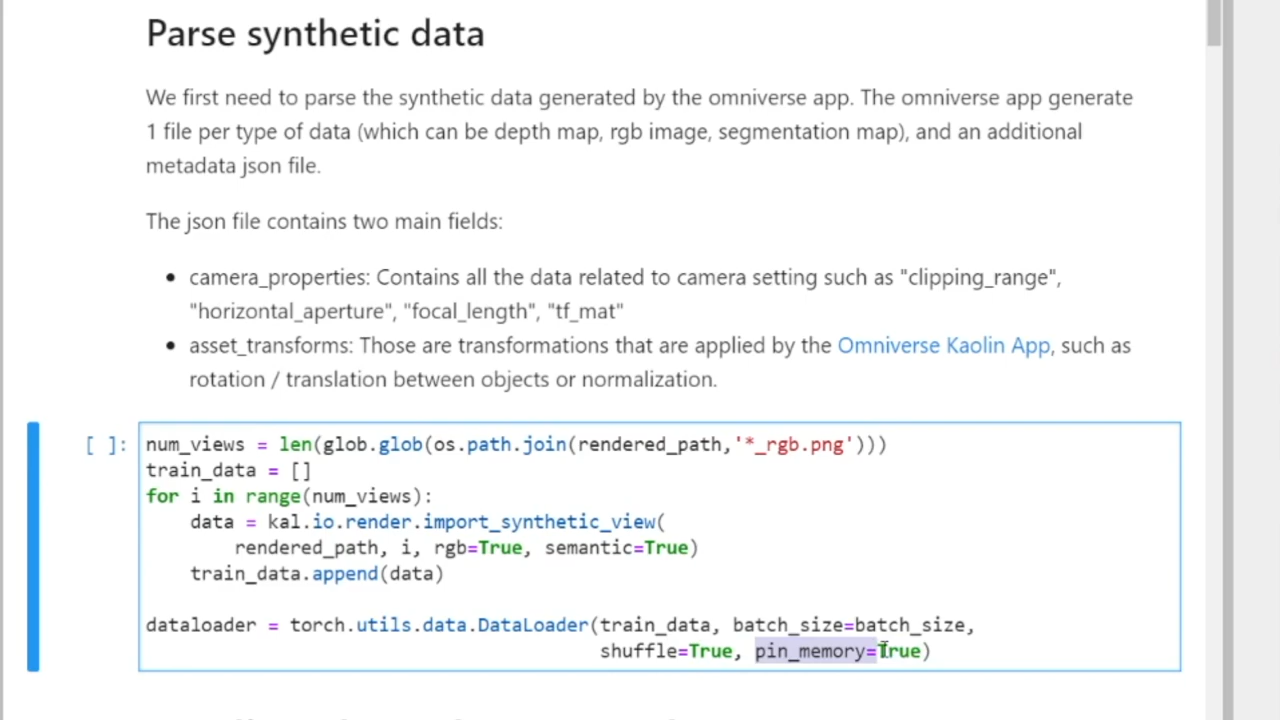 Parse synthetic data
We first need to parse the synthetic data generated by the omniverse app. The omniverse app generate
1 file per type of data (which can be depth map, rgb image, segmentation map), and an additional
metadata json file.
The json file contains two main fields:
• camera_properties: Contains all the data related to camera setting such as "clipping_range",
"horizontal_aperture", "focal_length", "tf_mat"
• asset_transforms: Those are transformations that are applied by the Omniverse Kaolin App, such as
rotation / translation between objects or normalization.
[ ]: num_views = len(glob.glob(os.path.join(rendered_path,'*_rgb.png')))
train_data = []
for i in range(num_views):
    data = kal.io.render.import_synthetic_view(
        rendered_path, i, rgb=True, semantic=True)
    train_data.append(data)
dataloader = torch.utils.data.DataLoader(train_data, batch_size=batch_size,
                                         shuffle=True, pin_memory=True)